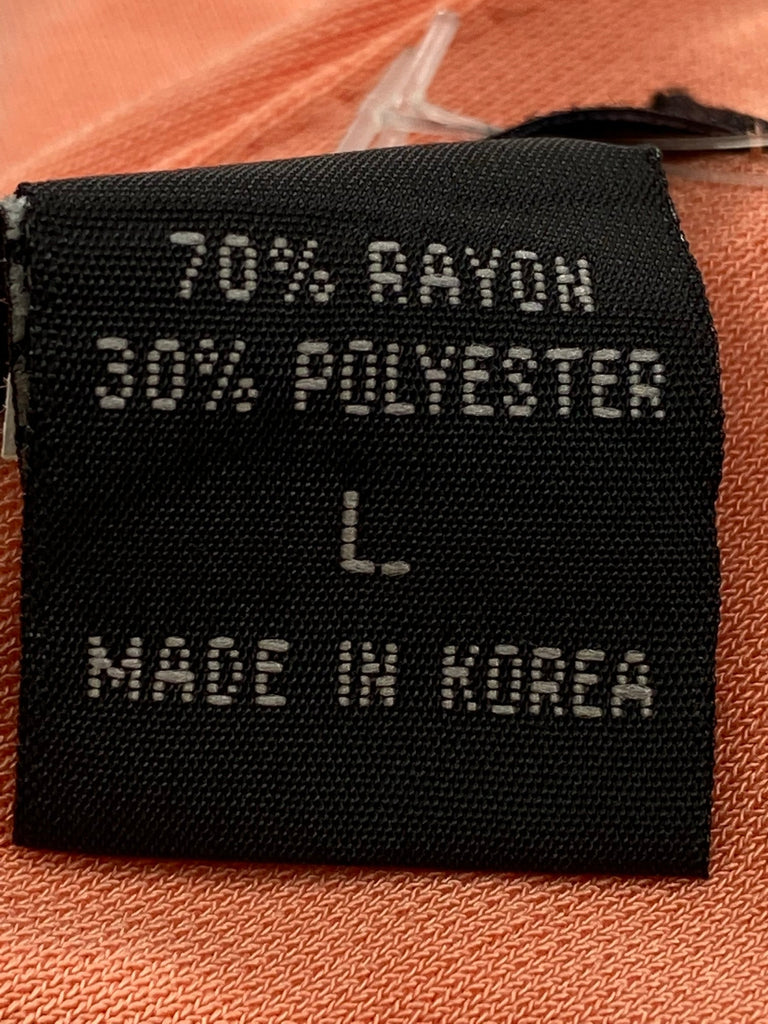 70% RAYON
30% POLYESTER
L
MADE IN KOREA